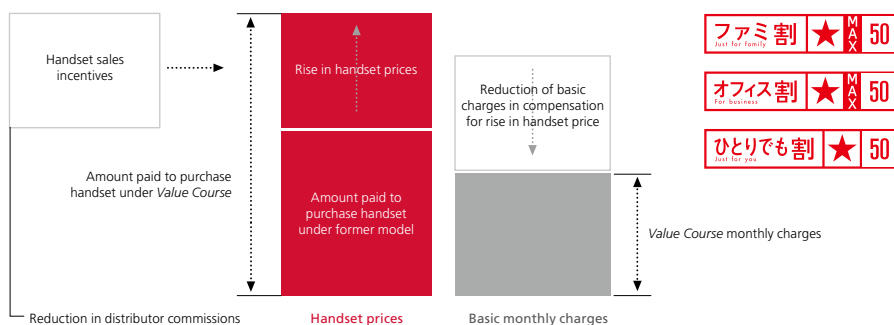 Handset sales
incentives
Rise in handset prices
Reduction of basic
charges in compensation
for rise in handset price
Amount paid to purchase
handset under Value Course
Amount paid to
purchase handset
under former model
Value Course monthly charges
Reduction in distributor commissions
Handset prices
Basic monthly charges
ファミ割
Just for family
★
MAX
50
オフィス割
For business
★
MAX
50
ひとりでも割
Just for you
★
50